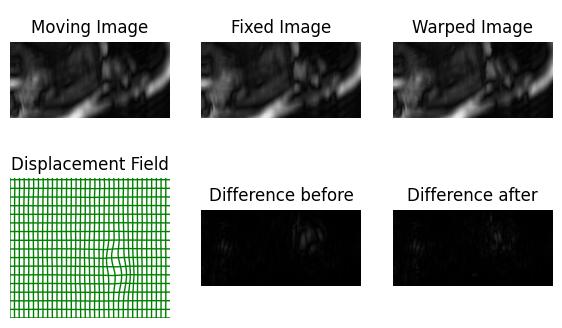 Moving Image
Fixed Image
Warped Image
Displacement Field
Difference before
Difference after